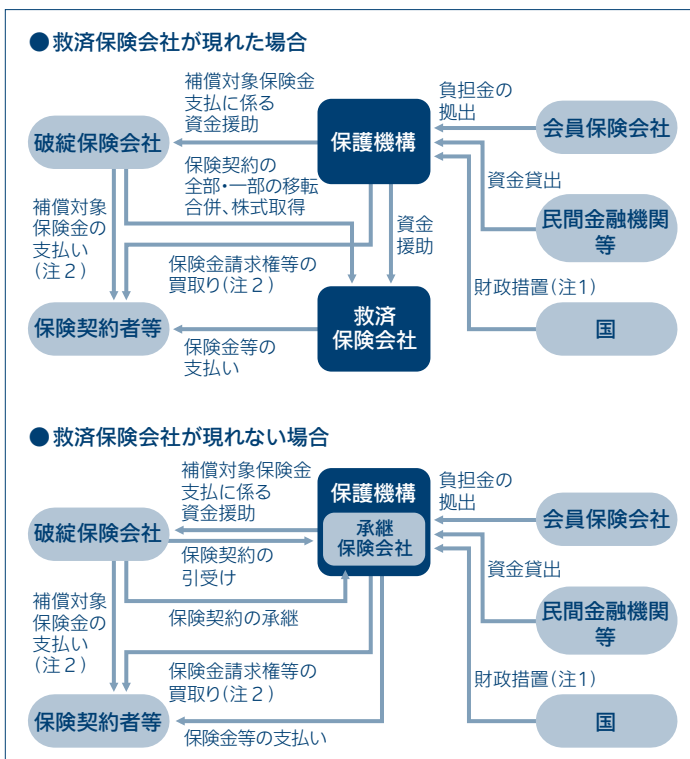 ●救済保険会社が現れた場合
補償対象保険金
支払に係る
資金援助
負担金の
拠出
破綻保険会社
保護機構
会員保険会社
保険契約の
全部・一部の移転
合併、株式取得
資金貸出
補償対象
保険金の
支払い
(注2)
資金
援助
民間金融機関
等
保険金請求権等の
買取り(注2)
財政措置(注1)
保険契約者等
救済
保険会社
国
保険金等の
支払い
●救済保険会社が現れない場合
補償対象保険金
支払に係る
資金援助
負担金の
拠出
破綻保険会社
保護機構
承継
保険会社
会員保険会社
保険契約の
引受け
資金貸出
補償対象
保険金の
支払い
(注2)
保険契約の承継
民間金融機関
等
保険金請求権等の
買取り(注2)
財政措置(注1)
保険契約者等
国
保険金等の支払い